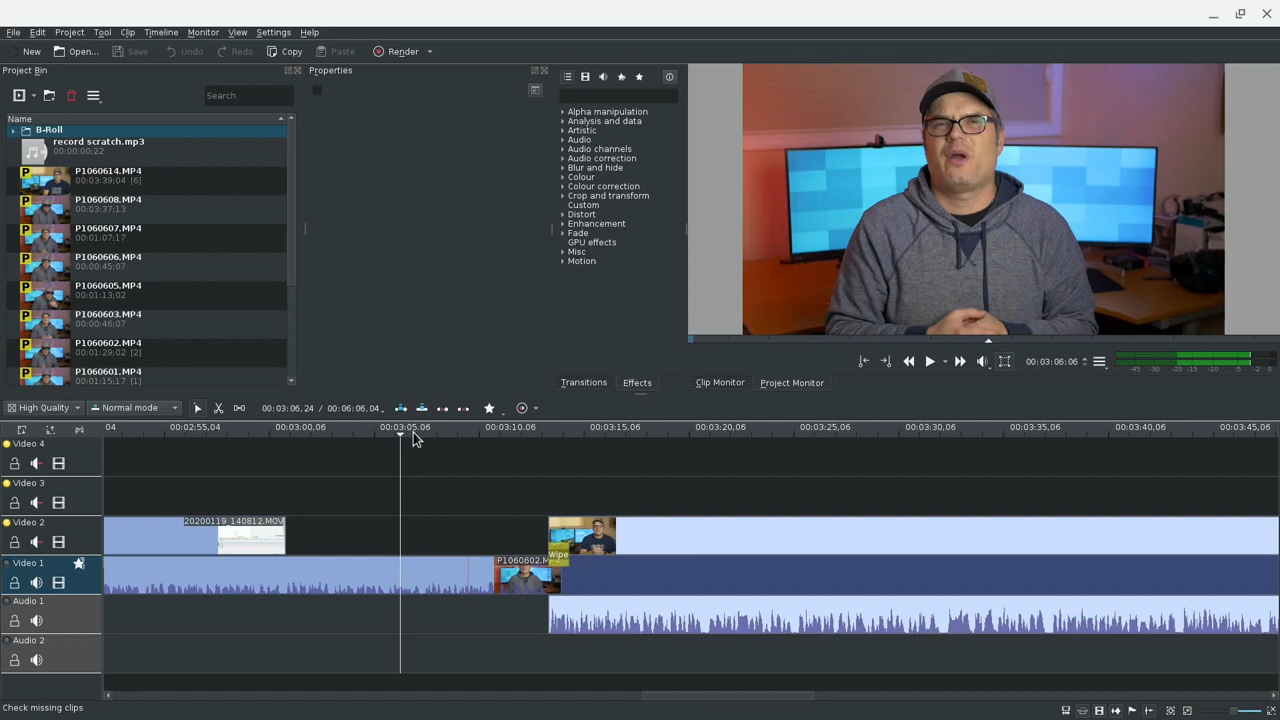 File Edit Project Tool Clip Timeline Monitor View Settings Help
New Open... Save Undo Redo Copy Paste Render
Project Bin
Properties
Search
Name
B-Roll
record scratch.mp3
00:00:00;22
P1060614.MP4
00:03:39;04 [6]
P1060608.MP4
00:03:37;13
P1060607.MP4
00:01:07;17
P1060606.MP4
00:00:45;07
P1060605.MP4
00:01:13;02
P1060603.MP4
00:00:46;07
P1060602.MP4
00:01:29;02 [2]
P1060601.MP4
00:01:15;17 [1]
Alpha manipulation
Analysis and data
Artistic
Audio
Audio channels
Audio correction
Blur and hide
Colour
Colour correction
Crop and transform
Custom
Distort
Enhancement
Fade
GPU effects
Misc
Motion
00:03:06;06
-45 -30 -20 -15 -10 -5 -2 0
Transitions Effects Clip Monitor Project Monitor
High Quality Normal mode 00:03:06,24 / 00:06:06,04
04 00:02:55,04 00:03:00,06 00:03:05,06 00:03:10,06 00:03:15,06 00:03:20,06 00:03:25,06 00:03:30,06 00:03:35,06 00:03:40,06 00:03:45,06
Video 4
Video 3
Video 2
20200119_140812.MOV
Wipe
Video 1
P1060602.M
Audio 1
Audio 2
Check missing clips